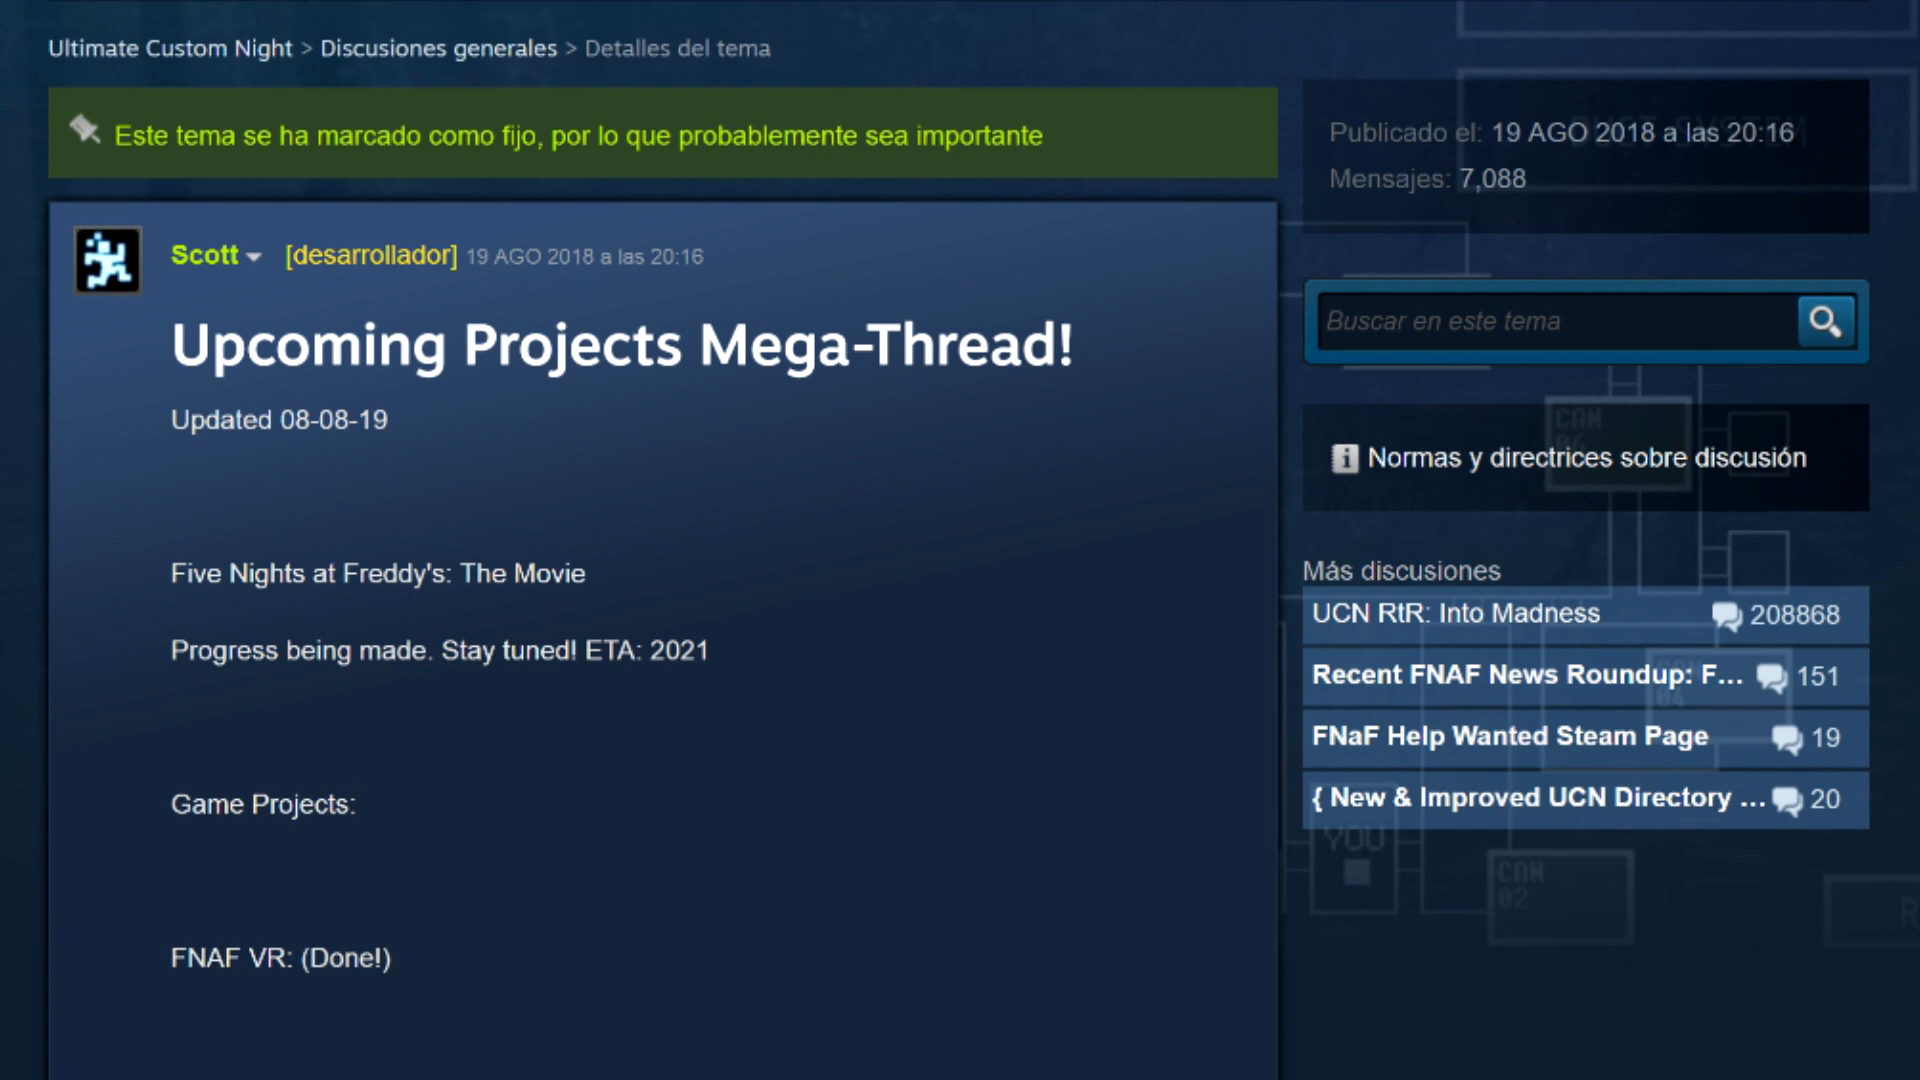 Ultimate Custom Night > Discusiones generales > Detalles del tema
Este tema se ha marcado como fijo, por lo que probablemente sea importante
Scott [desarrollador] 19 AGO 2018 a las 20:16
Upcoming Projects Mega-Thread!
Updated 08-08-19
Five Nights at Freddy's: The Movie
Progress being made. Stay tuned! ETA: 2021
Game Projects:
FNAF VR: (Done!)
Publicado el: 19 AGO 2018 a las 20:16
Mensajes: 7,088
Buscar en este tema
Normas y directrices sobre discusión
Más discusiones
UCN RtR: Into Madness 208868
Recent FNAF News Roundup: F... 151
FNaF Help Wanted Steam Page 19
{ New & Improved UCN Directory ... 20
CAM
06
YOU
CAM
02